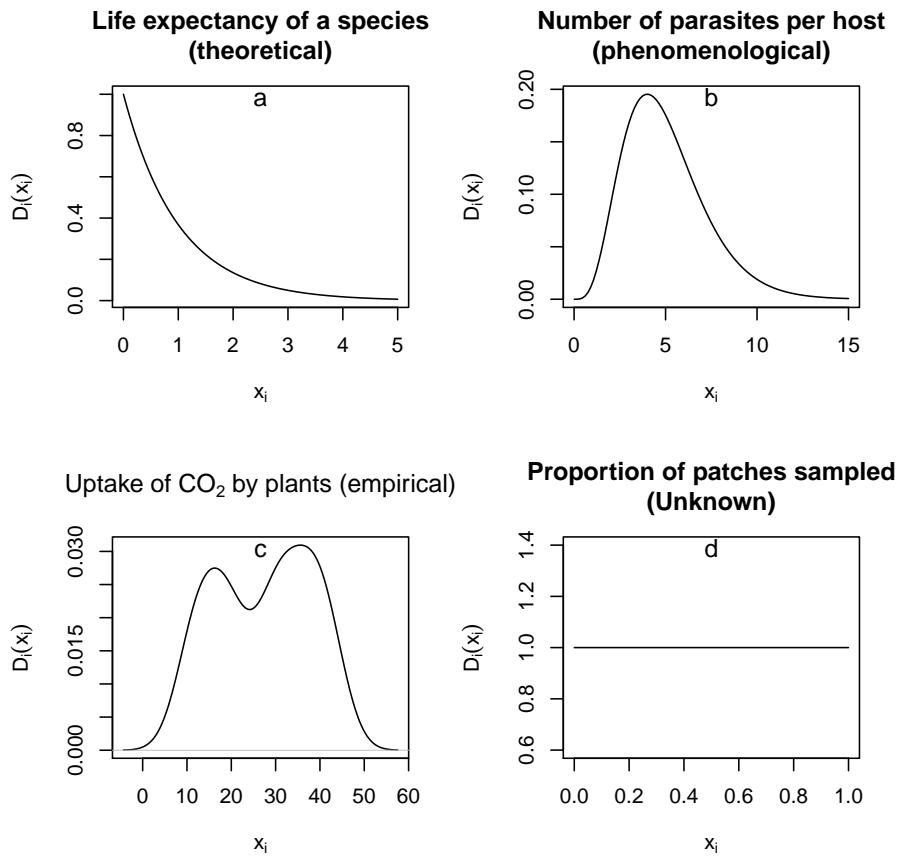 Life expectancy of a species
(theoretical)
a
D_i(x_i)
0.0 0.4 0.8
0 1 2 3 4 5
x_i
Number of parasites per host
(phenomenological)
b
D_i(x_i)
0.00 0.10 0.20
0 5 10 15
x_i
Uptake of CO₂ by plants (empirical)
c
D_i(x_i)
0.000 0.015 0.030
0 10 20 30 40 50 60
x_i
Proportion of patches sampled
(Unknown)
d
D_i(x_i)
0.6 0.8 1.0 1.2 1.4
0.0 0.2 0.4 0.6 0.8 1.0
x_i